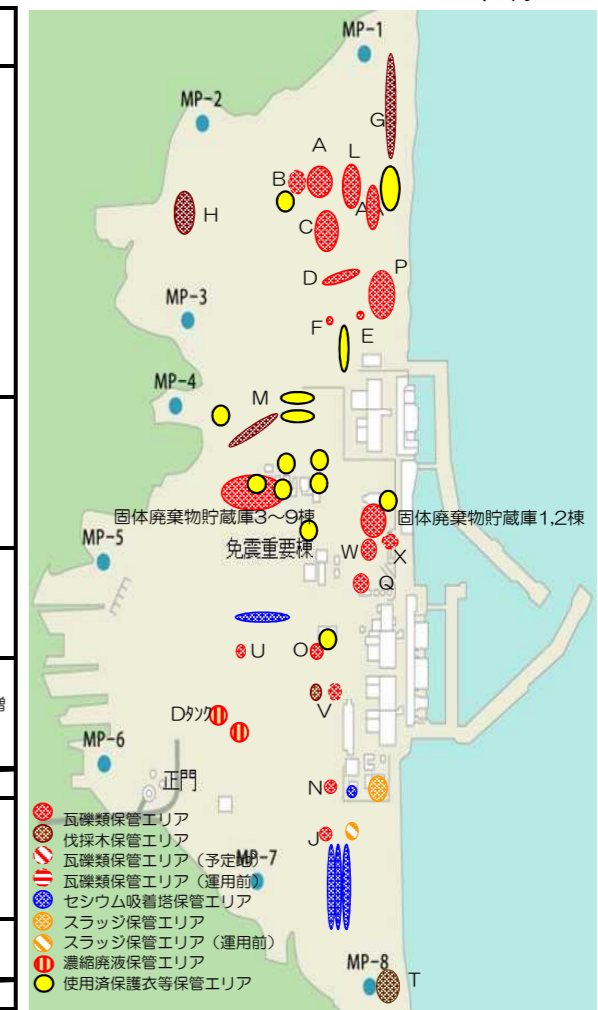 MP-1
G
MP-2
A
L
B
AA
H
C
P
D
MP-3
F
E
MP-4
M
固体廃棄物貯蔵庫3~9棟
固体廃棄物貯蔵庫1,2棟
MP-5
免震重要棟
W
X
Q
U
O
V
Dタンク
MP-6
正門
N
J
MP-7
瓦礫類保管エリア
伐採木保管エリア
瓦礫類保管エリア(予定地)
瓦礫類保管エリア(運用前)
セシウム吸着塔保管エリア
スラッジ保管エリア
スラッジ保管エリア(運用前)
濃縮廃液保管エリア
使用済保護衣等保管エリア
MP-8
T